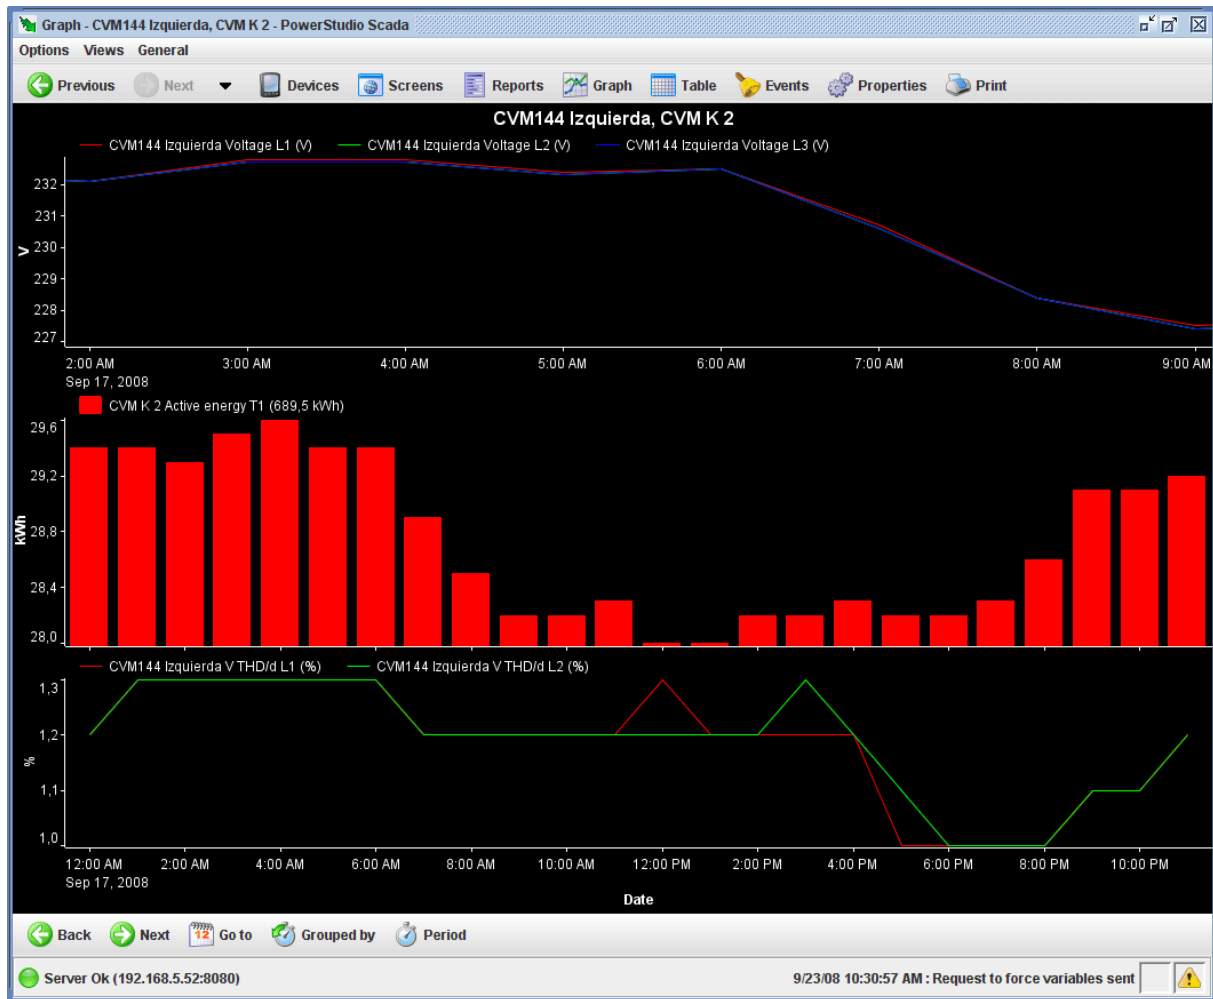 Graph - CVM144 Izquierda, CVM K 2 - PowerStudio Scada
Options Views General
Previous Next Devices Screens Reports Graph Table Events Properties Print
CVM144 Izquierda, CVM K 2
CVM144 Izquierda Voltage L1 (V) CVM144 Izquierda Voltage L2 (V) CVM144 Izquierda Voltage L3 (V)
232
231
230
229
228
227
V
2:00 AM 3:00 AM 4:00 AM 5:00 AM 6:00 AM 7:00 AM 8:00 AM 9:00 AM
Sep 17, 2008
CVM K 2 Active energy T1 (689,5 kWh)
29,6
29,2
28,8
28,4
28,0
kWh
CVM144 Izquierda V THD/d L1 (%) CVM144 Izquierda V THD/d L2 (%)
1,3
1,2
1,1
1,0
%
12:00 AM 2:00 AM 4:00 AM 6:00 AM 8:00 AM 10:00 AM 12:00 PM 2:00 PM 4:00 PM 6:00 PM 8:00 PM 10:00 PM
Sep 17, 2008
Date
Back Next 12 Go to Grouped by Period
Server Ok (192.168.5.52:8080) 9/23/08 10:30:57 AM : Request to force variables sent